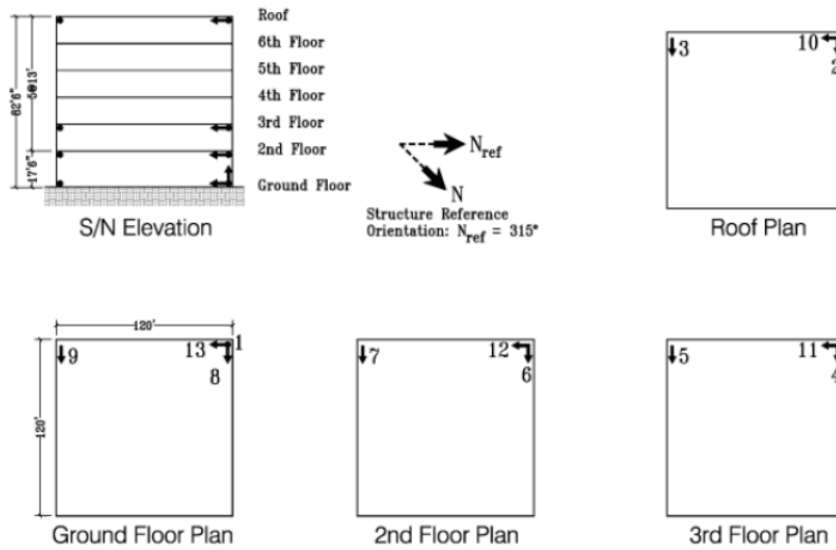 Roof
6th Floor
5th Floor
4th Floor
3rd Floor
2nd Floor
Ground Floor
82'6"
5@13'
17'6"
S/N Elevation
Nref
N
Structure Reference
Orientation: Nref = 315°
3
10
2
Roof Plan
120'
120'
9
13
1
8
Ground Floor Plan
7
12
6
2nd Floor Plan
5
11
4
3rd Floor Plan